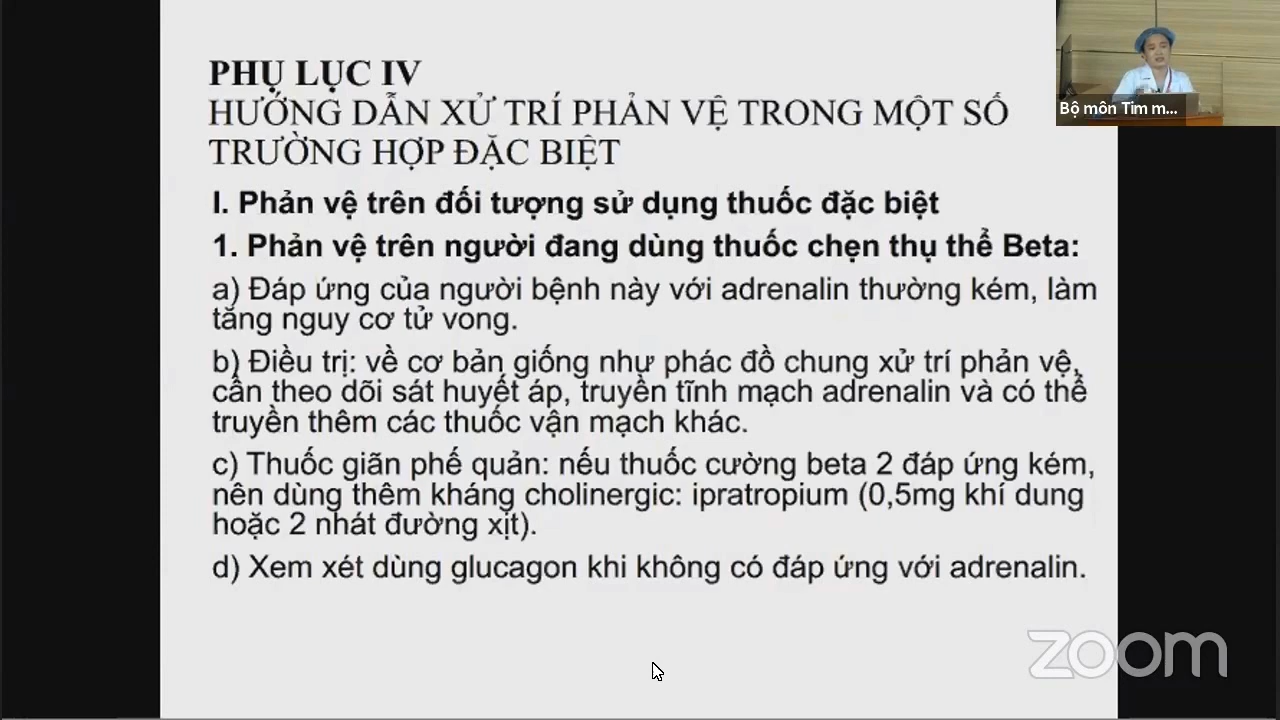 PHỤ LỤC IV
HƯỚNG DẪN XỬ TRÍ PHẢN VỆ TRONG MỘT SỐ
TRƯỜNG HỢP ĐẶC BIỆT
I. Phản vệ trên đối tượng sử dụng thuốc đặc biệt
1. Phản vệ trên người đang dùng thuốc chẹn thụ thể Beta:
a) Đáp ứng của người bệnh này với adrenalin thường kém, làm
tăng nguy cơ tử vong.
b) Điều trị: về cơ bản giống như phác đồ chung xử trí phản vệ,
cần theo dõi sát huyết áp, truyền tĩnh mạch adrenalin và có thể
truyền thêm các thuốc vận mạch khác.
c) Thuốc giãn phế quản: nếu thuốc cường beta 2 đáp ứng kém,
nên dùng thêm kháng cholinergic: ipratropium (0,5mg khí dung
hoặc 2 nhát đường xịt).
d) Xem xét dùng glucagon khi không có đáp ứng với adrenalin.
Bộ môn Tim m...
zoom